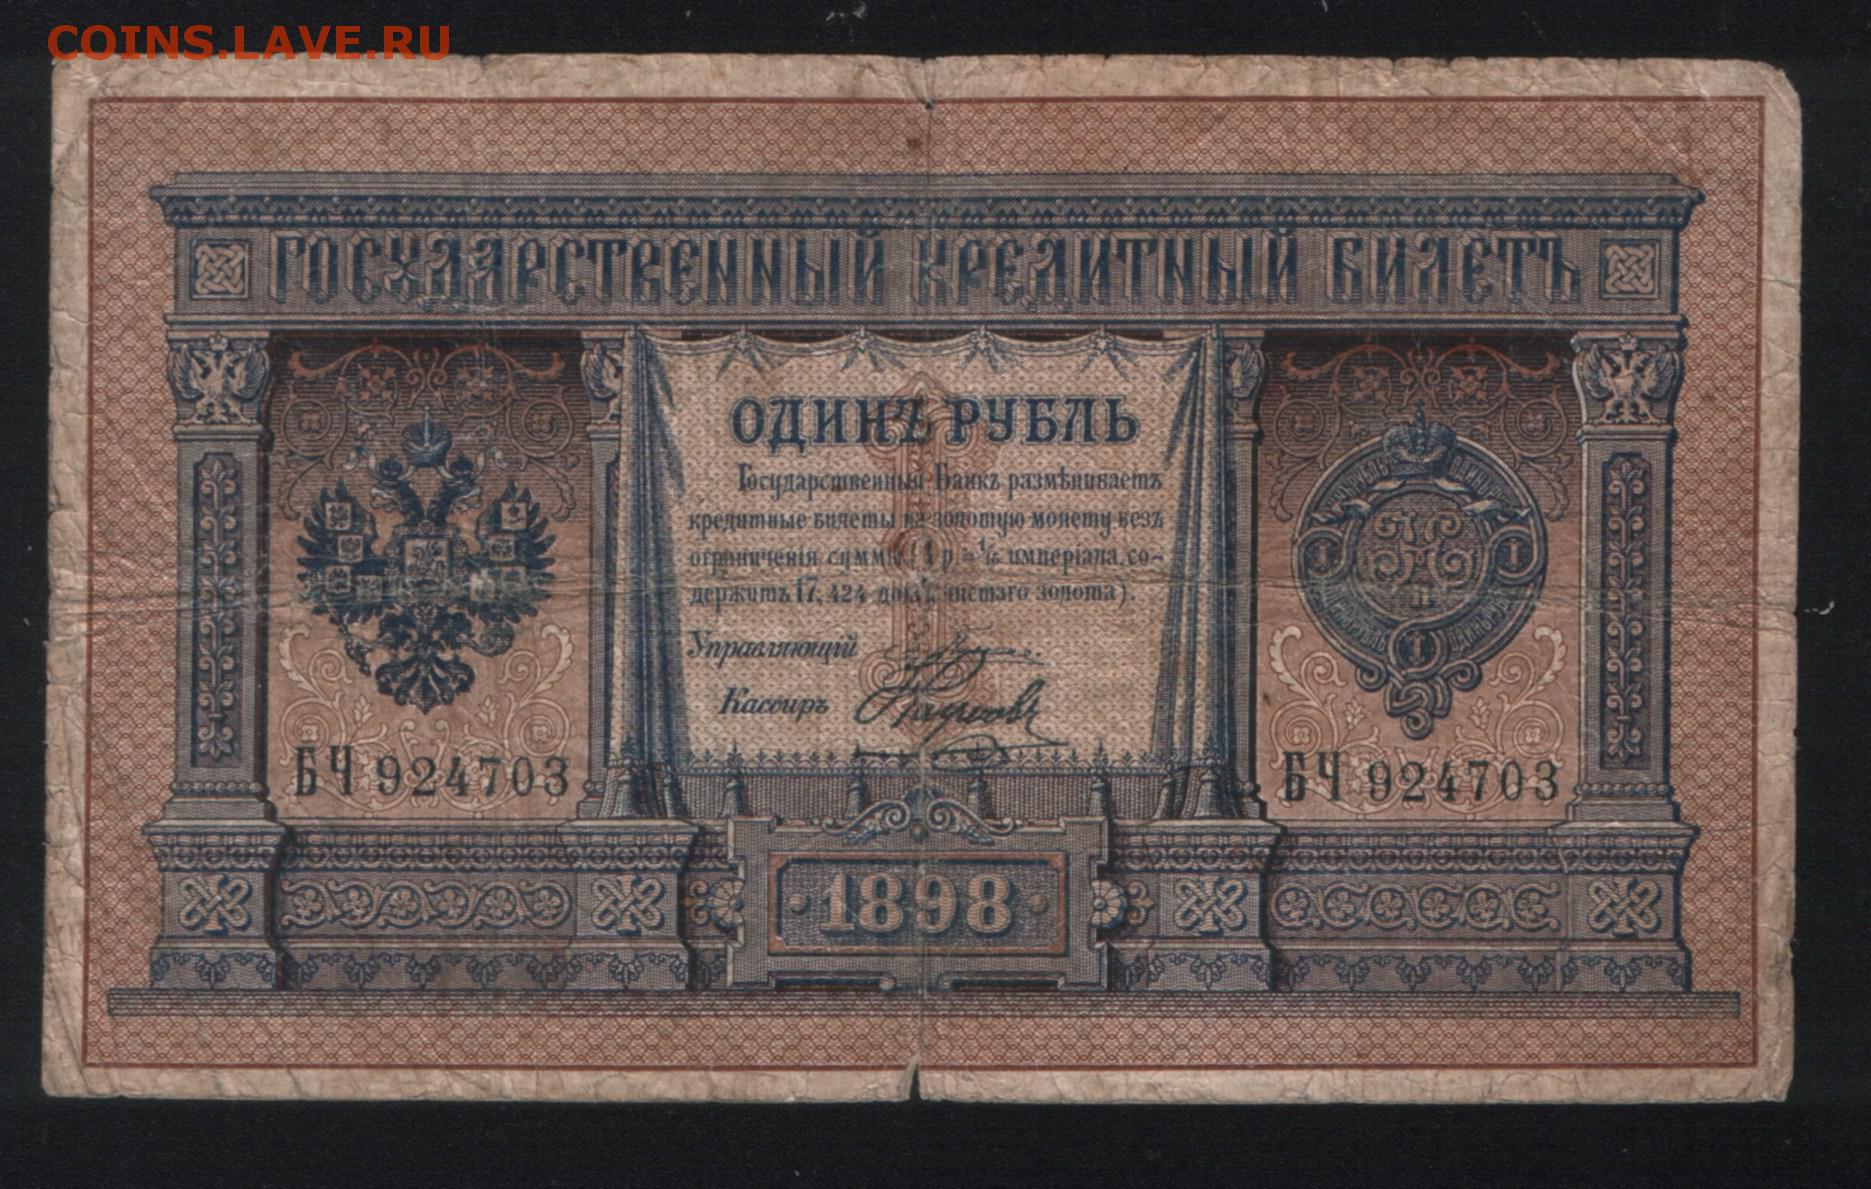 COINS.LAVE.RU
ГОСУДАРСТВЕННЫЙ КРЕДИТНЫЙ БИЛЕТЪ
ОДИНЪ РУБЛЬ
Государственный Банкъ размѣниваетъ
кредитные билеты на золотую монету безъ
ограниченія суммы (1 р. = 1/15 имперіала, со-
держитъ 17,424 долей чистаго золота).
Управляющій
Кассиръ
БЧ 924703
БЧ 924703
1898